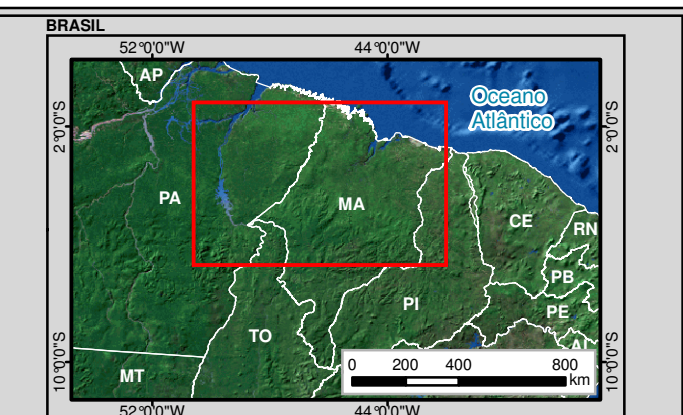 BRASIL
52°0'0"W 44°0'0"W
AP
Oceano
Atlântico
2°0'0"S
2°0'0"S
PA
MA
CE
RN
PB
PI
PE
TO
AL
MT
10°0'0"S
10°0'0"S
0 200 400 800
km
52°0'0"W 44°0'0"W